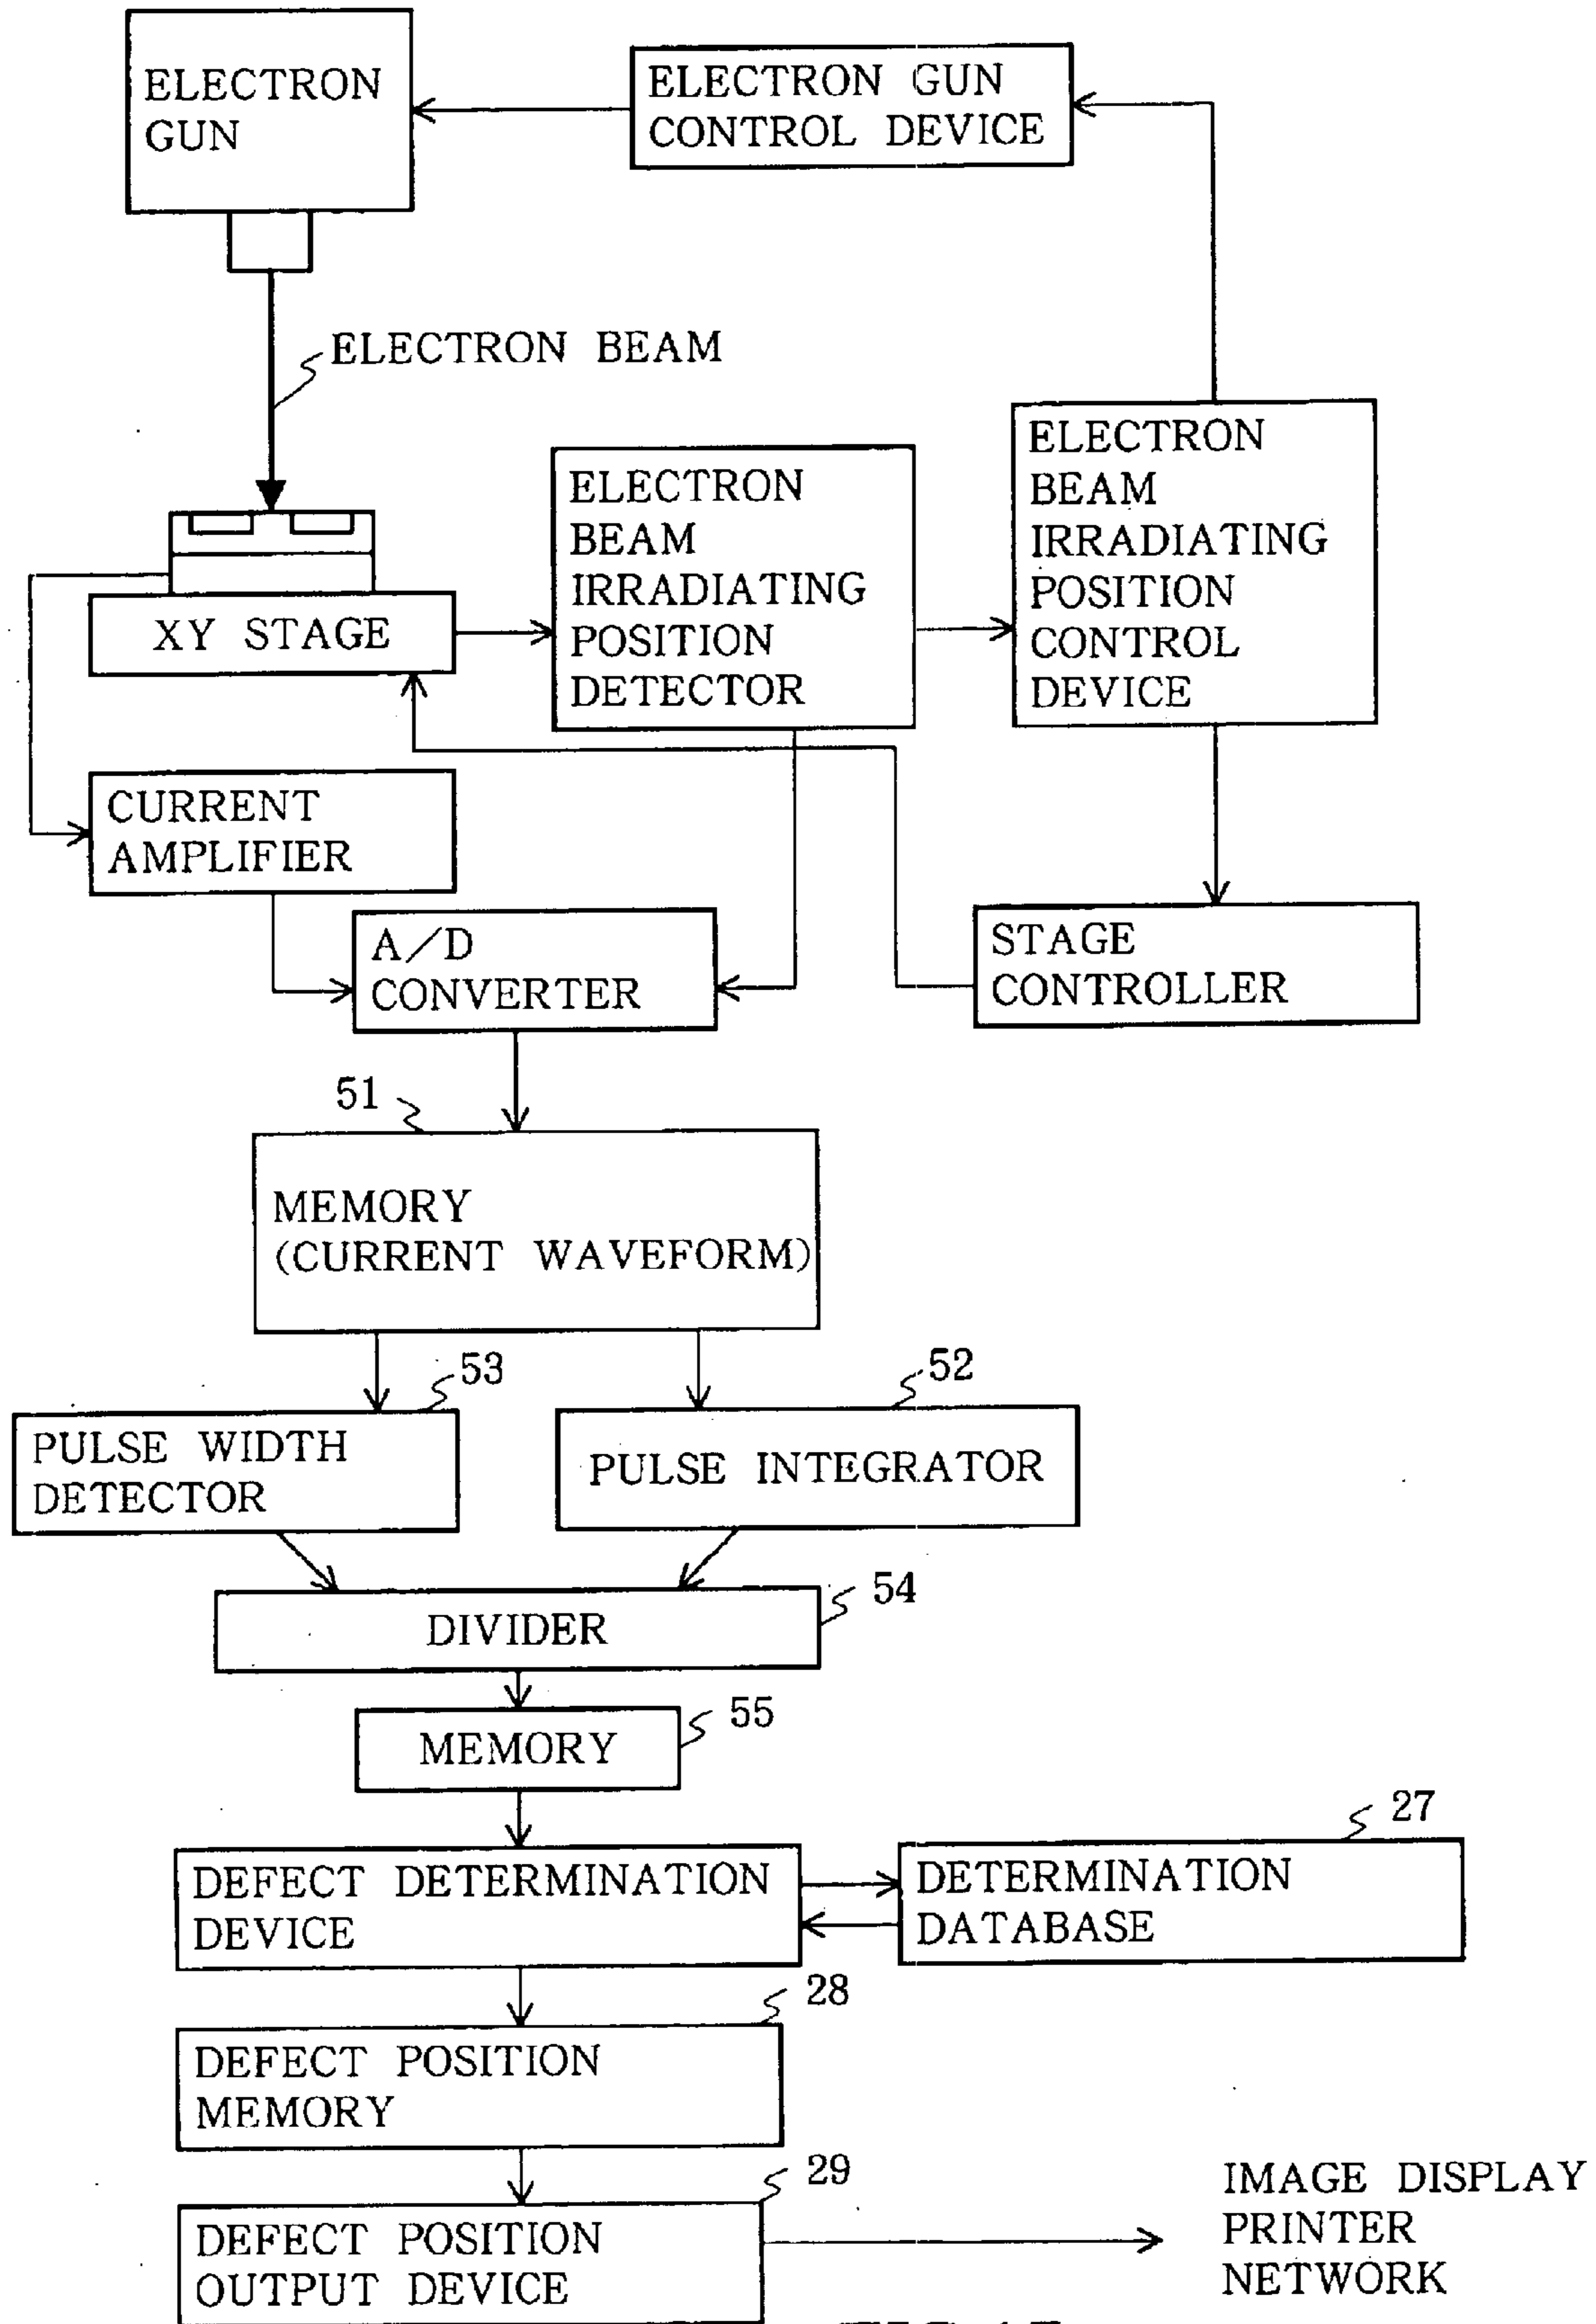 ELECTRON
GUN
ELECTRON GUN
CONTROL DEVICE
ELECTRON BEAM
ELECTRON
BEAM
IRRADIATING
POSITION
DETECTOR
ELECTRON
BEAM
IRRADIATING
POSITION
CONTROL
DEVICE
XY STAGE
CURRENT
AMPLIFIER
A/D
CONVERTER
STAGE
CONTROLLER
51
MEMORY
(CURRENT WAVEFORM)
53
52
PULSE WIDTH
DETECTOR
PULSE INTEGRATOR
54
DIVIDER
55
MEMORY
27
DEFECT DETERMINATION
DEVICE
DETERMINATION
DATABASE
28
DEFECT POSITION
MEMORY
29
DEFECT POSITION
OUTPUT DEVICE
IMAGE DISPLAY
PRINTER
NETWORK